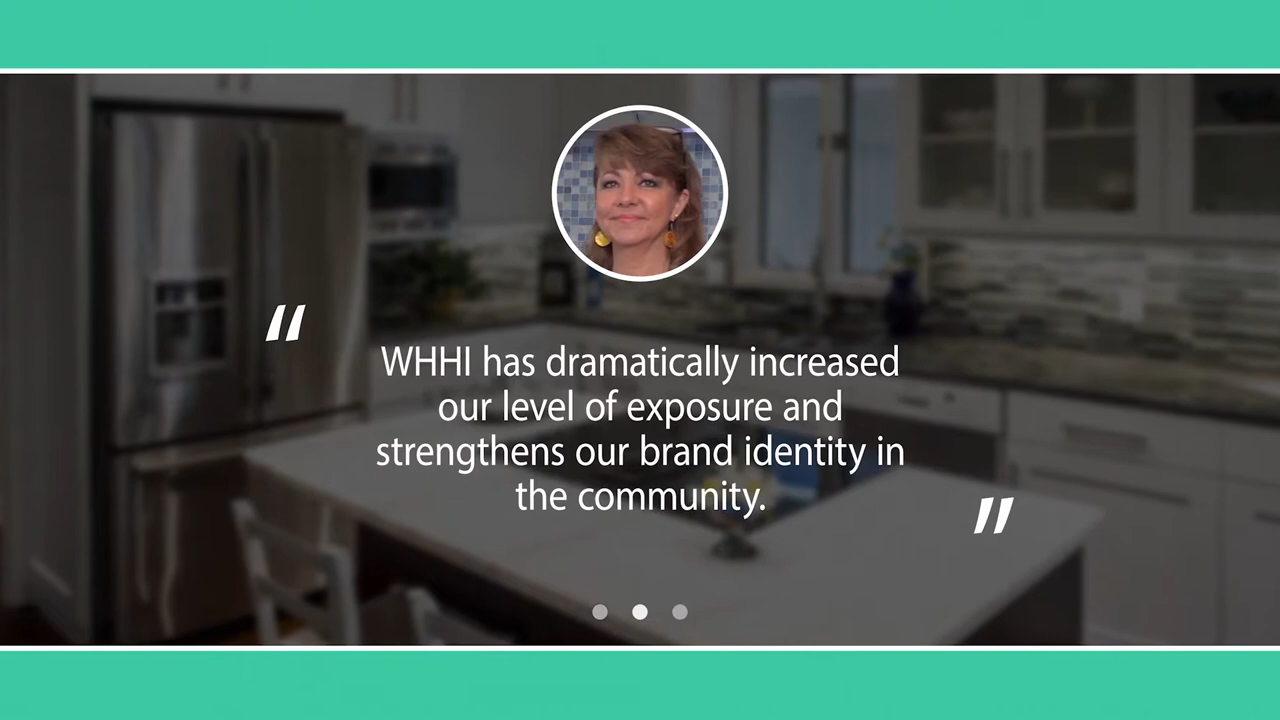 “
WHHI has dramatically increased
our level of exposure and
strengthens our brand identity in
the community.
”